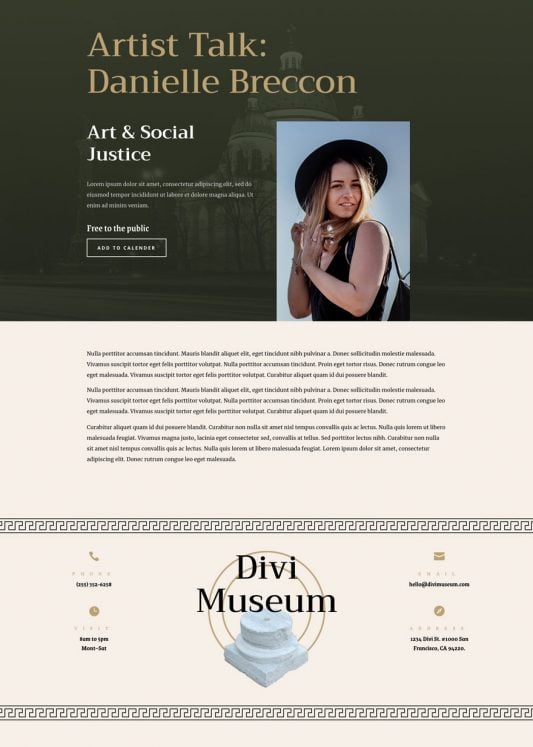 Artist Talk:
Danielle Breccon
Art & Social
Justice
Lorem ipsum dolor sit amet, consectetur adipiscing elit, sed do
eiusmod tempor incididunt ut labore et dolore magna aliqua. Ut
enim ad minim veniam.
Free to the public
ADD TO CALENDER
Nulla porttitor accumsan tincidunt. Mauris blandit aliquet elit, eget tincidunt nibh pulvinar a. Donec sollicitudin molestie malesuada.
Vivamus suscipit tortor eget felis porttitor volutpat. Nulla porttitor accumsan tincidunt. Proin eget tortor risus. Donec rutrum congue leo
eget malesuada. Vivamus suscipit tortor eget felis porttitor volutpat. Curabitur aliquet quam id dui posuere blandit.
Nulla porttitor accumsan tincidunt. Mauris blandit aliquet elit, eget tincidunt nibh pulvinar a. Donec sollicitudin molestie malesuada.
Vivamus suscipit tortor eget felis porttitor volutpat. Nulla porttitor accumsan tincidunt. Proin eget tortor risus. Donec rutrum congue leo
eget malesuada. Vivamus suscipit tortor eget felis porttitor volutpat. Curabitur aliquet quam id dui posuere blandit.
Curabitur aliquet quam id dui posuere blandit. Curabitur non nulla sit amet nisl tempus convallis quis ac lectus. Nulla quis lorem ut libero
malesuada feugiat. Vivamus magna justo, lacinia eget consectetur sed, convallis at tellus. Sed porttitor lectus nibh. Curabitur non nulla
sit amet nisl tempus convallis quis ac lectus. Nulla quis lorem ut libero malesuada feugiat. Lorem ipsum dolor sit amet, consectetur
adipiscing elit. Donec rutrum congue leo eget malesuada.
PHONE
(255) 352-6258
VISIT
8am to 5pm
Mont–Sat
Divi
Museum
EMAIL
hello@divimuseum.com
ADDRESS
1234 Divi St. #1000 San
Francisco, CA 94220.